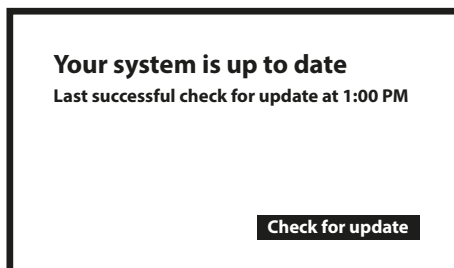 Your system is up to date
Last successful check for update at 1:00 PM
Check for update